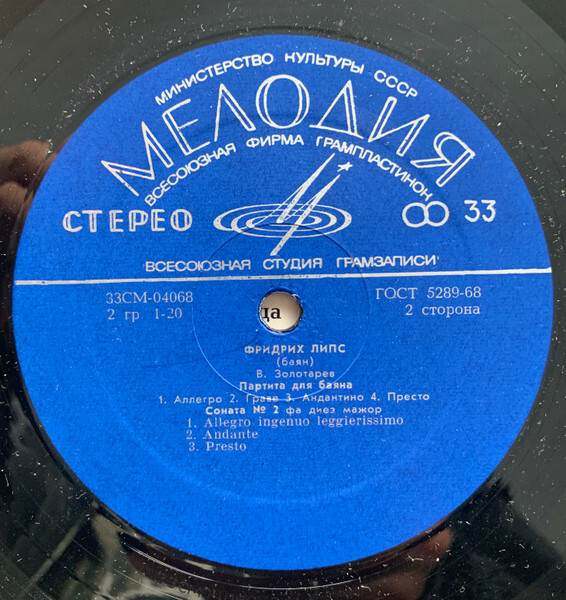 МИНИСТЕРСТВО КУЛЬТУРЫ СССР
МЕЛОДИЯ
ВСЕСОЮЗНАЯ ФИРМА ГРАМПЛАСТИНОК
СТЕРЕО 33
ВСЕСОЮЗНАЯ СТУДИЯ ГРАМЗАПИСИ
33СМ-04068 ГОСТ 5289-68
2 гр 1-20 2 сторона
да
ФРИДРИХ ЛИПС
(баян)
В. Золотарев
Партита для баяна
1. Аллегро 2. Граве 3. Андантино 4. Престо
Соната № 2 фа диез мажор
1. Allegro ingenuo leggierissimo
2. Andante
3. Presto